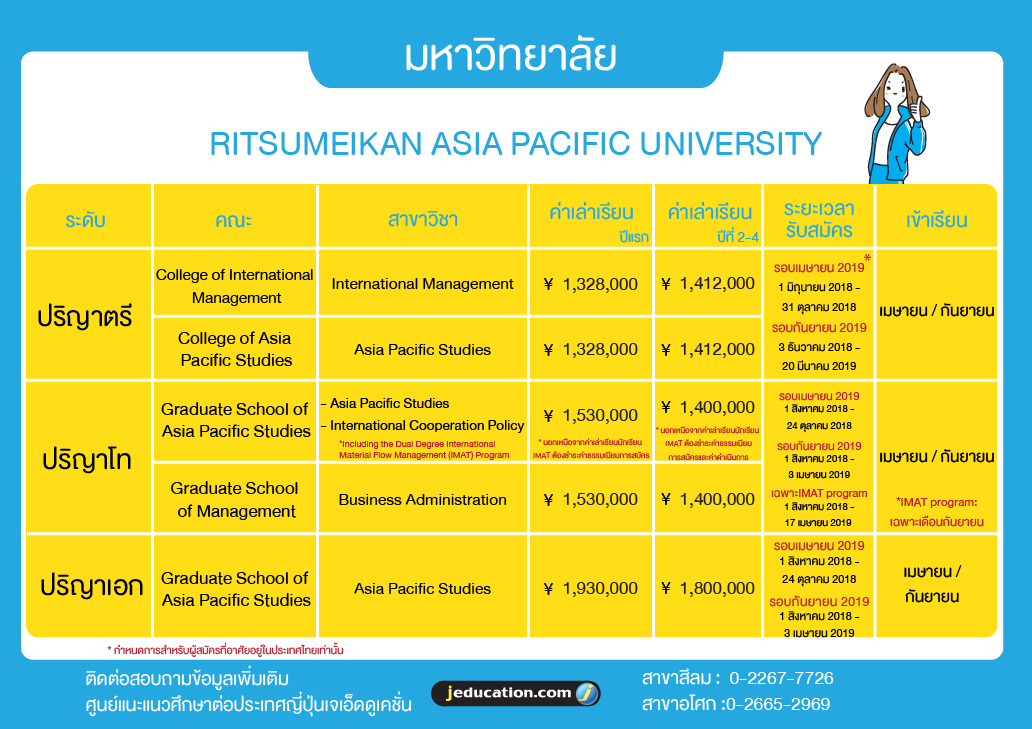 มหาวิทยาลัย
RITSUMEIKAN ASIA PACIFIC UNIVERSITY
ระดับ
คณะ
สาขาวิชา
ค่าเล่าเรียน
ปีแรก
ค่าเล่าเรียน
ปีที่ 2-4
ระยะเวลา
รับสมัคร
เข้าเรียน
ปริญาตรี
College of International
Management
International Management
¥ 1,328,000
¥ 1,412,000
รอบเมษายน 2019*
1 มิถุนายน 2018 -
31 ตุลาคม 2018
รอบกันยายน 2019
3 ธันวาคม 2018 -
20 มีนาคม 2019
เมษายน / กันยายน
College of Asia
Pacific Studies
Asia Pacific Studies
¥ 1,328,000
¥ 1,412,000
ปริญาโท
Graduate School of
Asia Pacific Studies
- Asia Pacific Studies
- International Cooperation Policy
*Including the Dual Degree International
Material Flow Management (IMAT) Program
¥ 1,530,000
* นอกเหนือจากค่าเล่าเรียนนักเรียน
IMAT ต้องชำระค่าธรรมเนียมการสมัคร
¥ 1,400,000
* นอกเหนือจากค่าเล่าเรียนนักเรียน
IMAT ต้องชำระค่าธรรมเนียม
การสมัครและค่าดำเนินการ
รอบเมษายน 2019
1 สิงหาคม 2018 -
24 ตุลาคม 2018
รอบกันยายน 2019
1 สิงหาคม 2018 -
3 เมษายน 2019
เฉพาะIMAT program
1 สิงหาคม 2018 -
17 เมษายน 2019
เมษายน / กันยายน
*IMAT program:
เฉพาะเดือนกันยายน
Graduate School
of Management
Business Administration
¥ 1,530,000
¥ 1,400,000
ปริญาเอก
Graduate School of
Asia Pacific Studies
Asia Pacific Studies
¥ 1,930,000
¥ 1,800,000
รอบเมษายน 2019
1 สิงหาคม 2018 -
24 ตุลาคม 2018
รอบกันยายน 2019
1 สิงหาคม 2018 -
3 เมษายน 2019
เมษายน /
กันยายน
* กำหนดการสำหรับผู้สมัครที่อาศัยอยู่ในประเทศไทยเท่านั้น
ติดต่อสอบถามข้อมูลเพิ่มเติม
ศูนย์แนะแนวศึกษาต่อประเทศญี่ปุ่นเจเอ็ดดูเคชั่น
jeducation.com j
สาขาสีลม : 0-2267-7726
สาขาอโศก :0-2665-2969